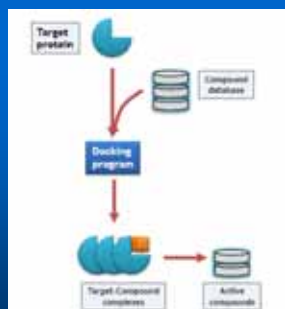 Target
protein
Compound
database
Docking
program
Target-Compound
complexes
Active
compounds